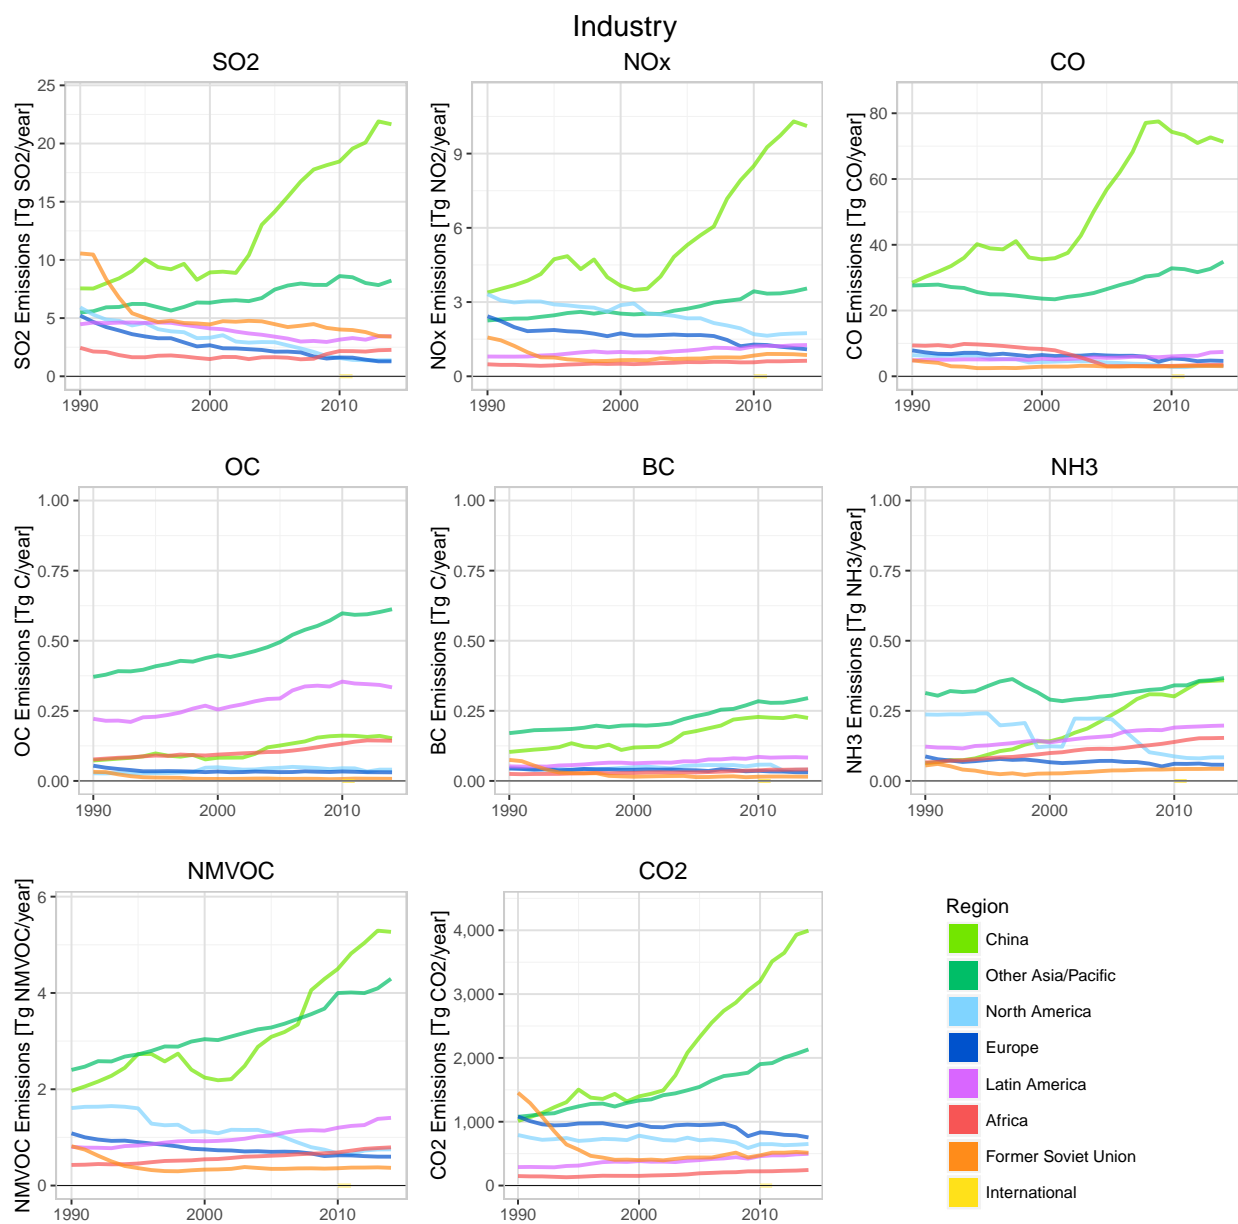 Industry
SO2
SO2 Emissions [Tg SO2/year]
25
20
15
10
5
0
1990
2000
2010
NOx
NOx Emissions [Tg NO2/year]
9
6
3
0
1990
2000
2010
CO
CO Emissions [Tg CO/year]
80
60
40
20
0
1990
2000
2010
OC
OC Emissions [Tg C/year]
1.00
0.75
0.50
0.25
0.00
1990
2000
2010
BC
BC Emissions [Tg C/year]
1.00
0.75
0.50
0.25
0.00
1990
2000
2010
NH3
NH3 Emissions [Tg NH3/year]
1.00
0.75
0.50
0.25
0.00
1990
2000
2010
NMVOC
NMVOC Emissions [Tg NMVOC/year]
6
4
2
0
1990
2000
2010
CO2
CO2 Emissions [Tg CO2/year]
4,000
3,000
2,000
1,000
0
1990
2000
2010
Region
China
Other Asia/Pacific
North America
Europe
Latin America
Africa
Former Soviet Union
International